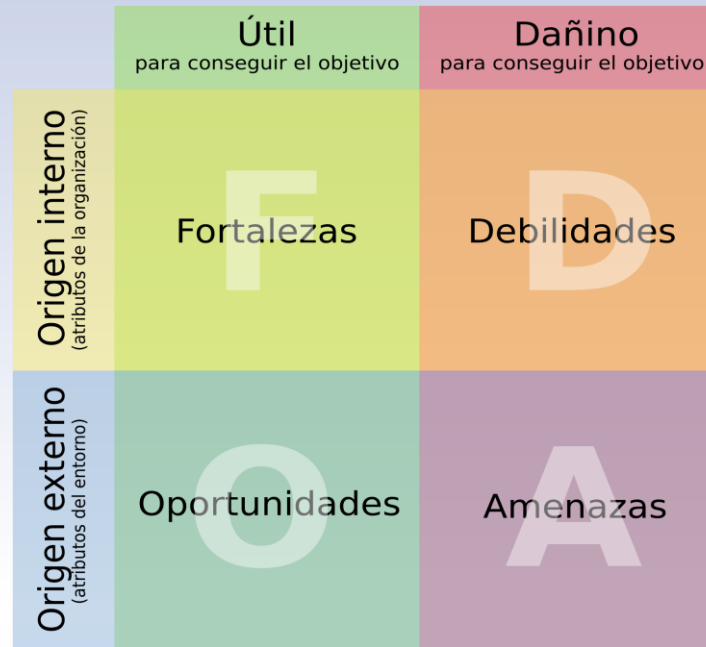 Útil
para conseguir el objetivo
Dañino
para conseguir el objetivo
Origen interno
(atributos de la organización)
F
Fortalezas
D
Debilidades
Origen externo
(atributos del entorno)
O
Oportunidades
A
Amenazas